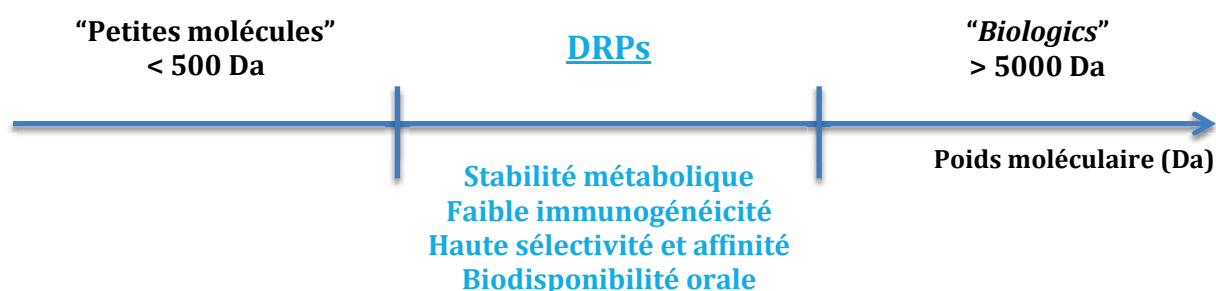 “Petites molécules”
< 500 Da
DRPs
“Biologics”
> 5000 Da
Poids moléculaire (Da)
Stabilité métabolique
Faible immunogénéicité
Haute sélectivité et affinité
Biodisponibilité orale